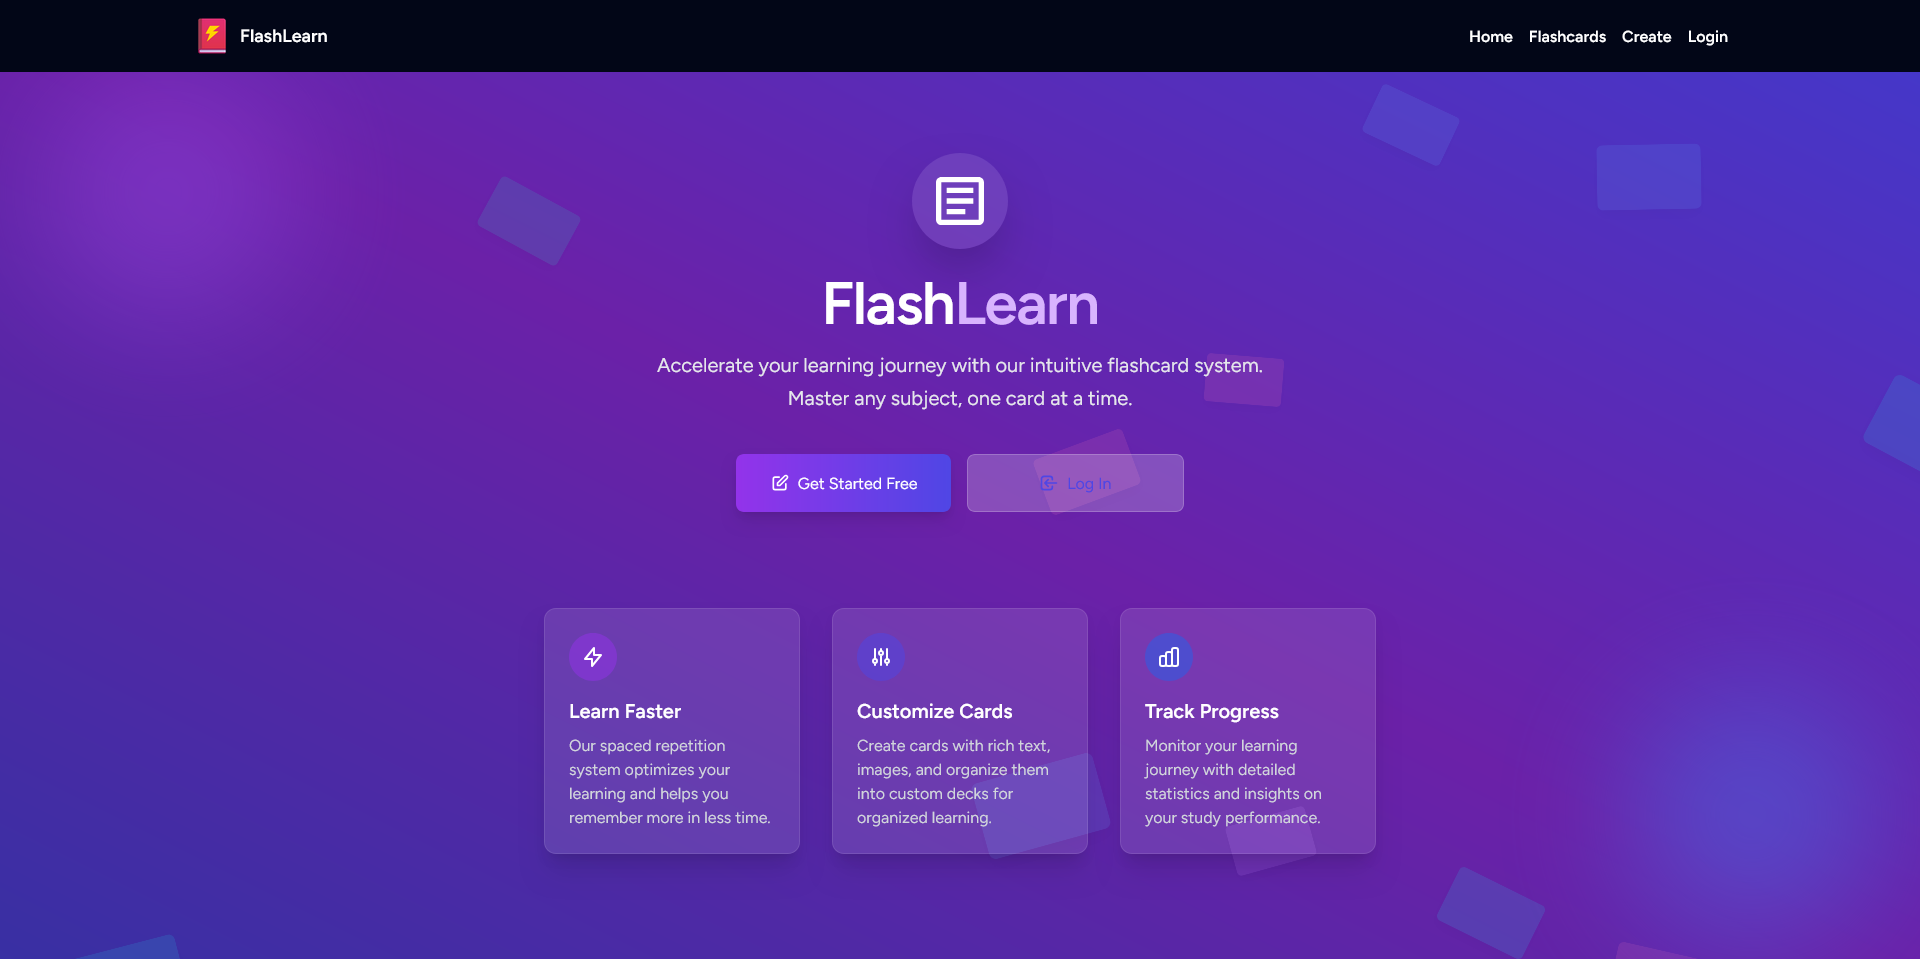 FlashLearn
Home Flashcards Create Login
FlashLearn
Accelerate your learning journey with our intuitive flashcard system.
Master any subject, one card at a time.
Get Started Free
Log In
Learn Faster
Our spaced repetition
system optimizes your
learning and helps you
remember more in less time.
Customize Cards
Create cards with rich text,
images, and organize them
into custom decks for
organized learning.
Track Progress
Monitor your learning
journey with detailed
statistics and insights on
your study performance.